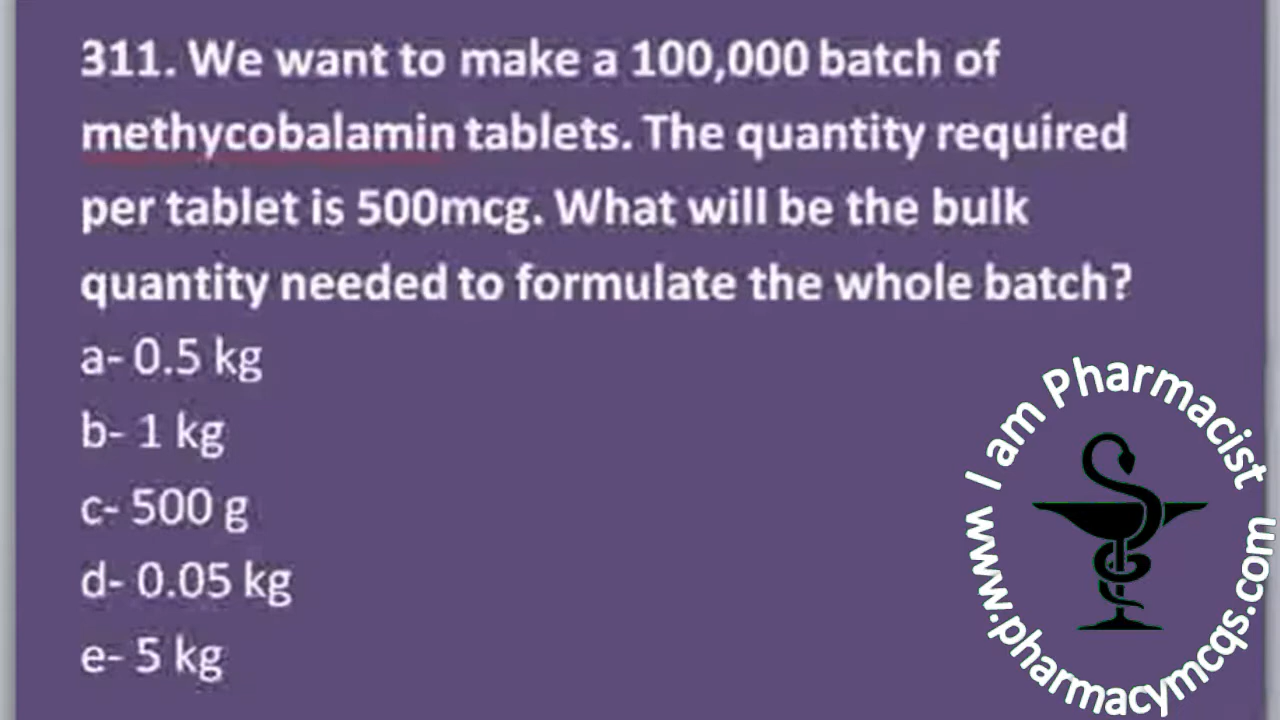 311. We want to make a 100,000 batch of
methycobalamin tablets. The quantity required
per tablet is 500mcg. What will be the bulk
quantity needed to formulate the whole batch?
a- 0.5 kg
b- 1 kg
c- 500 g
d- 0.05 kg
e- 5 kg
I am Pharmacist
www.pharmacymcqs.com